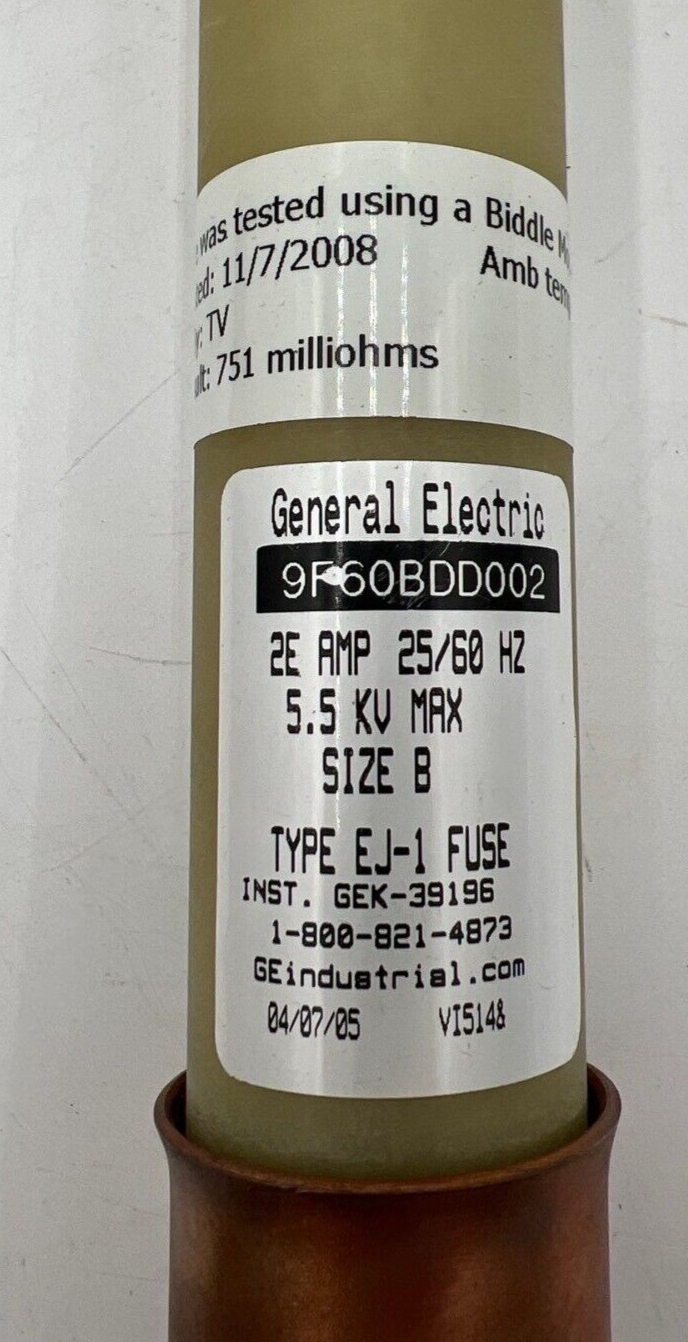 was tested using a Biddle
11/7/2008 Amb
TV
751 milliohms
General Electric
9F60BDD002
2E AMP 25/60 HZ
5.5 KV MAX
SIZE B
TYPE EJ-1 FUSE
INST. GEK-39196
1-800-821-4873
GEindustrial.com
04/07/05 VI5148